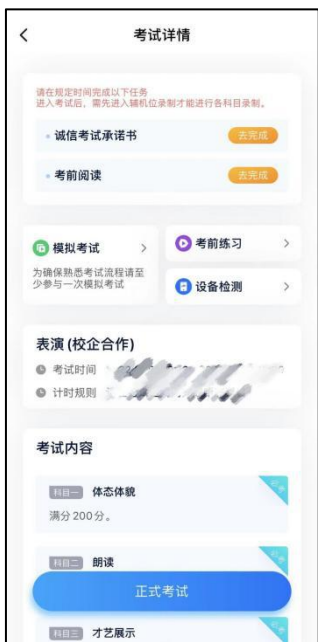 考试详情
请在规定时间完成以下任务
进入考试后，需先进入辅机位录制才能进行各科目录制。
诚信考试承诺书
去完成
考前阅读
去完成
模拟考试
为确保熟悉考试流程请至
少参与一次模拟考试
考前练习
设备检测
表演 (校企合作)
考试时间
计时规则
考试内容
科目一 体态体貌
必考
满分200分。
科目二 朗读
必考
正式考试
科目三 才艺展示
必考